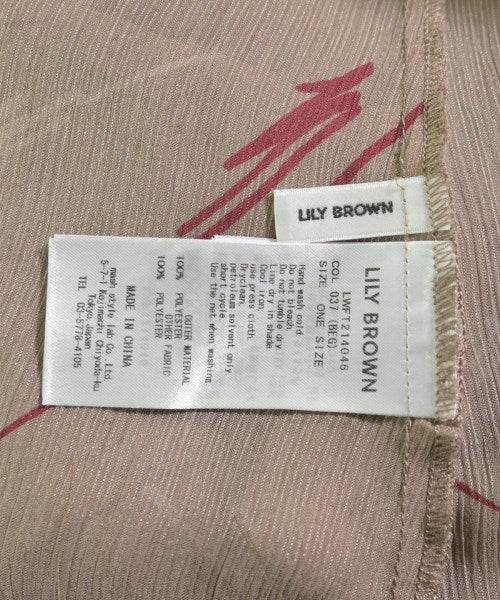 LILY BROWN
LILY BROWN
LWFT214046
COL 037 (BEG)
SIZE ONE SIZE
Hand wash cold.
Do not bleach.
Do not tumble dry
Line dry in shade
Cool iron.
use press cloth.
Dryclean.
petroleum solvent only.
short cycle
Use the net when washing.
OUTER MATERIAL
100% POLYESTER
OTHER FABRIC
100% POLYESTER
MADE IN CHINA
mash style lab Co.,Ltd
5-7-1 Kojimachi Chiyoda-ku
Tokyo Japan
TEL 03-5778-4105